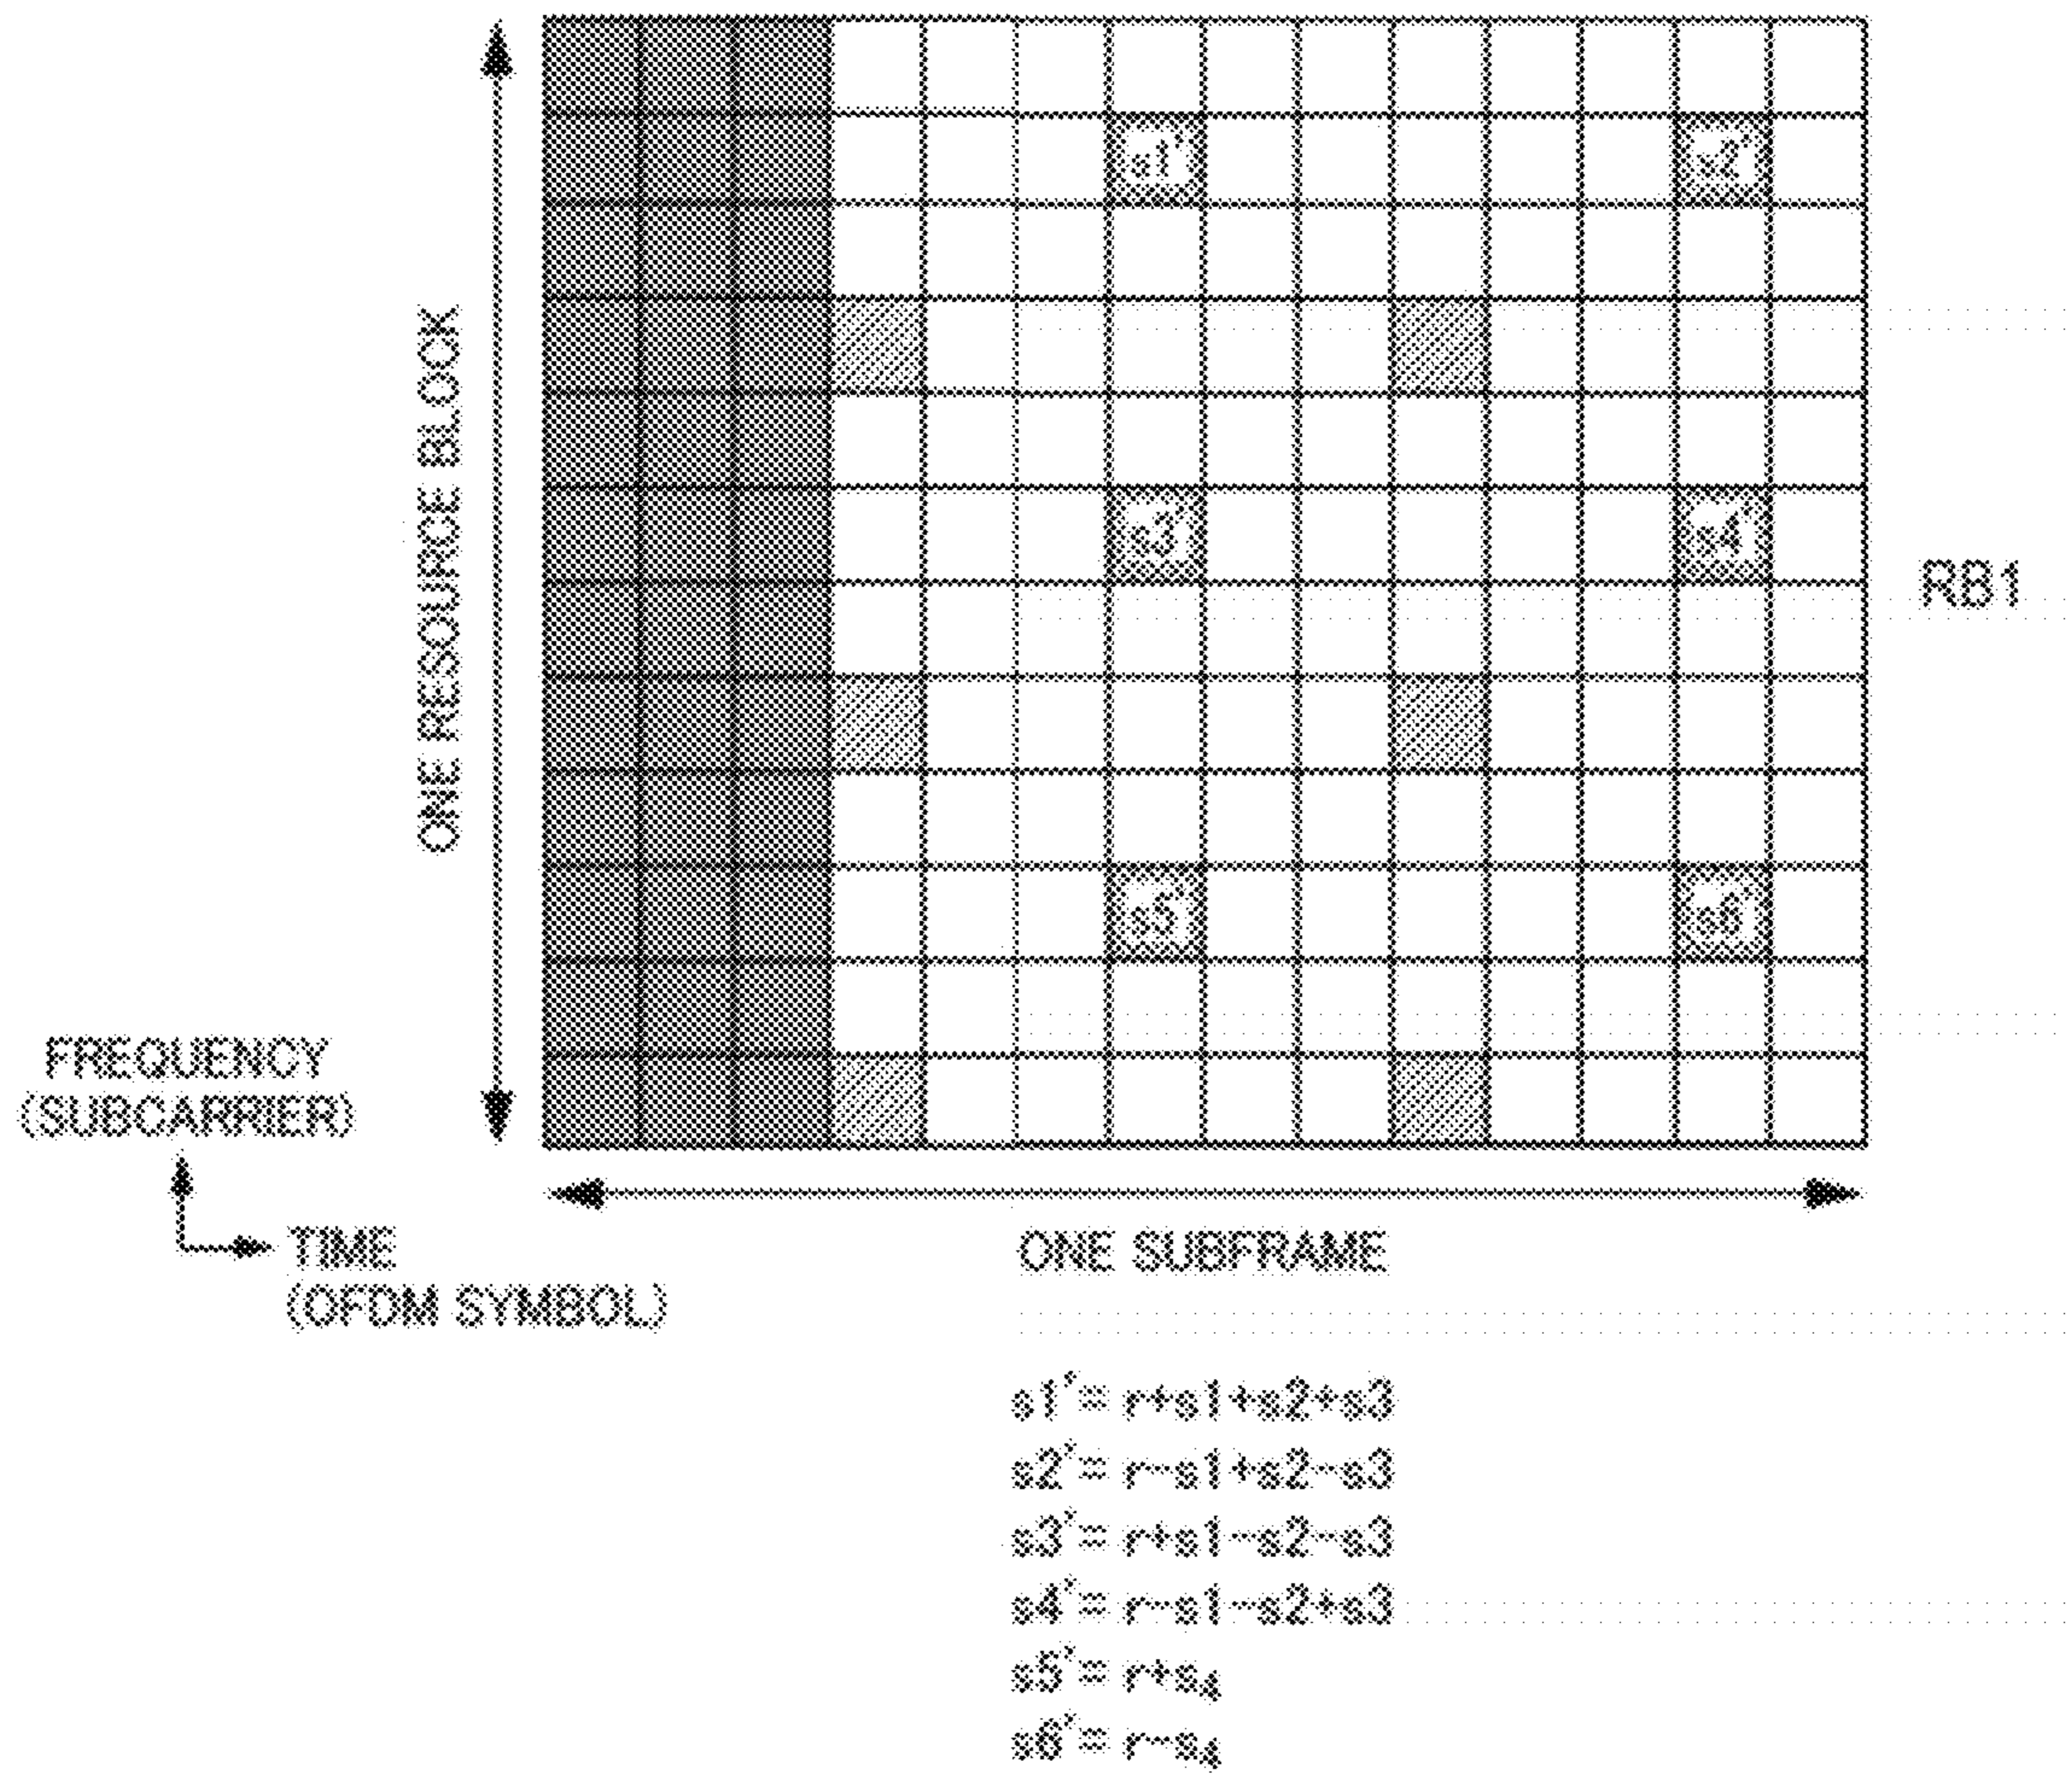 ONE RESOURCE BLOCK
s1'
s2'
s3'
s4'
RB1
s5'
s6'
FREQUENCY
(SUBCARRIER)
TIME
(OFDM SYMBOL)
ONE SUBFRAME
s1'= r+s1+s2+s3
s2'= r-s1+s2-s3
s3'= r+s1-s2-s3
s4'= r-s1-s2+s3
s5'= r+s4
s6'= r-s4